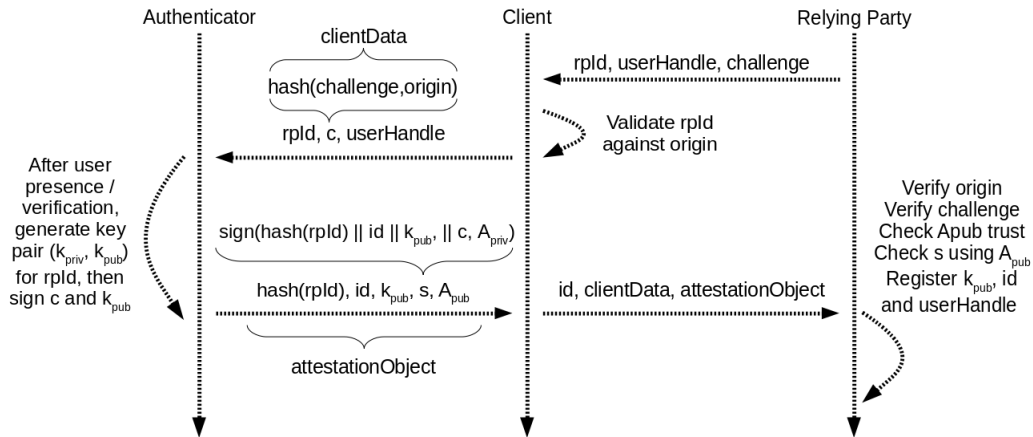 Authenticator
Client
Relying Party
clientData
rpId, userHandle, challenge
hash(challenge,origin)
rpId, c, userHandle
Validate rpId
against origin
After user
presence /
verification,
generate key
pair (kpriv, kpub)
for rpId, then
sign c and kpub
sign(hash(rpId) || id || kpub, || c, Apriv)
hash(rpId), id, kpub, s, Apub
attestationObject
id, clientData, attestationObject
Verify origin
Verify challenge
Check Apub trust
Check s using Apub
Register kpub, id
and userHandle